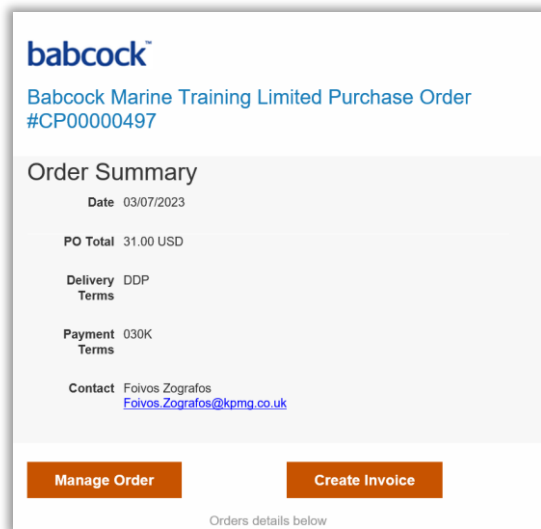 babcock™
Babcock Marine Training Limited Purchase Order
#CP00000497
Order Summary
Date 03/07/2023
PO Total 31.00 USD
Delivery DDP
Terms
Payment 030K
Terms
Contact Foivos Zografos
Foivos.Zografos@kpmg.co.uk
Manage Order Create Invoice
Orders details below